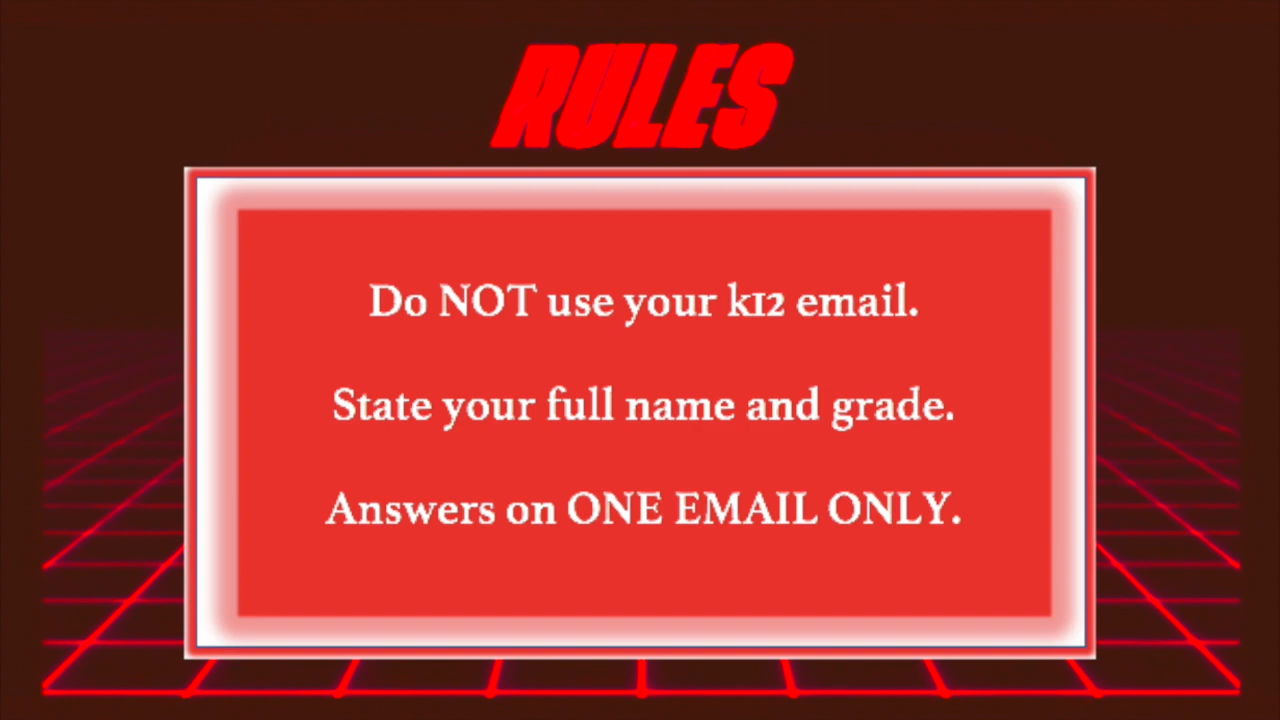 RULES
Do NOT use your k12 email.
State your full name and grade.
Answers on ONE EMAIL ONLY.